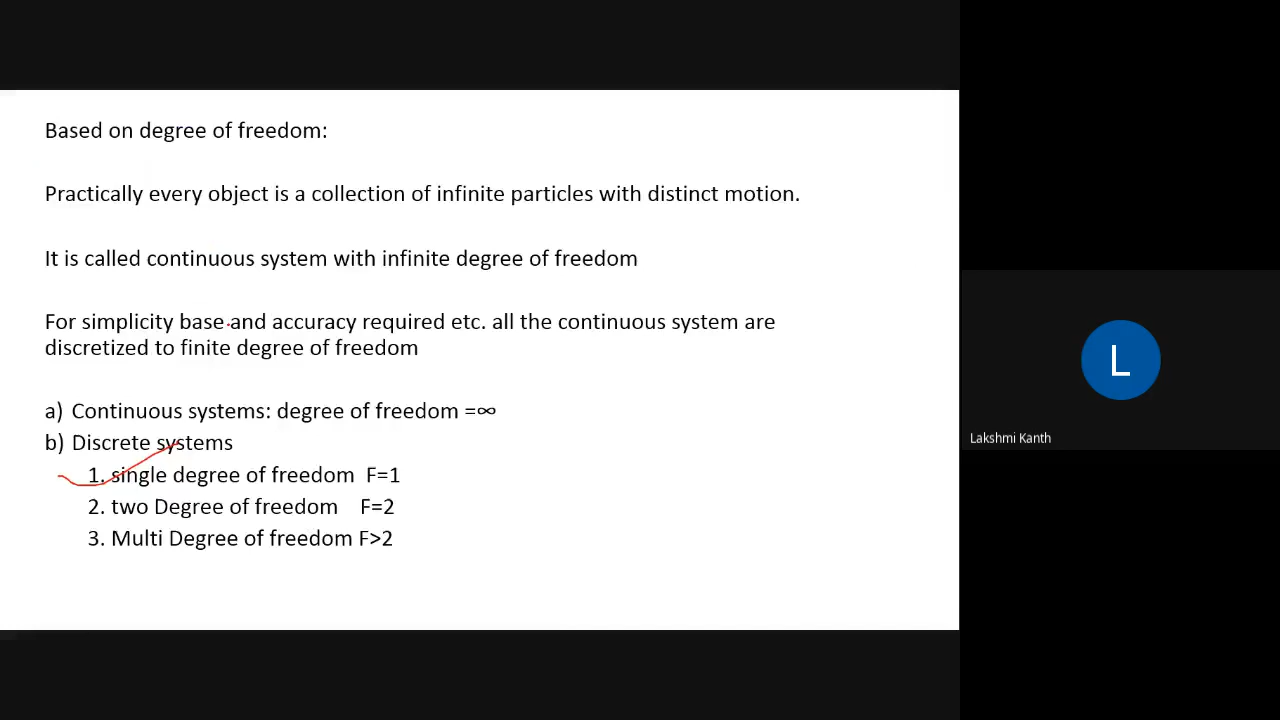 Based on degree of freedom:
Practically every object is a collection of infinite particles with distinct motion.
It is called continuous system with infinite degree of freedom
For simplicity base and accuracy required etc. all the continuous system are
discretized to finite degree of freedom
a) Continuous systems: degree of freedom =∞
b) Discrete systems
1. single degree of freedom F=1
2. two Degree of freedom F=2
3. Multi Degree of freedom F>2
L
Lakshmi Kanth